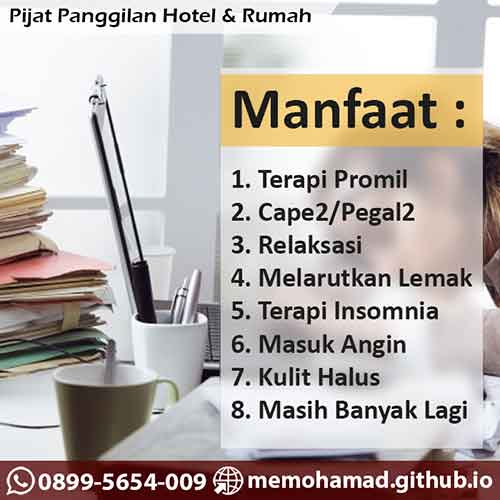 Pijat Panggilan Hotel & Rumah
Manfaat :
1. Terapi Promil
2. Cape2/Pegal2
3. Relaksasi
4. Melarutkan Lemak
5. Terapi Insomnia
6. Masuk Angin
7. Kulit Halus
8. Masih Banyak Lagi
0899-5654-009 memohamad.github.io